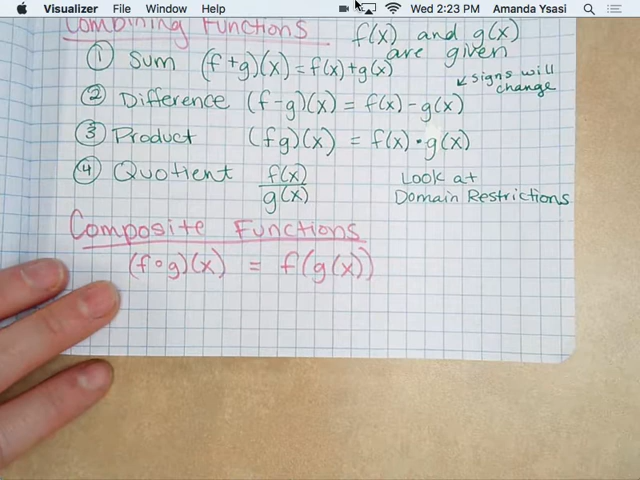 Visualizer File Window Help Wed 2:23 PM Amanda Ysasi
Combining Functions f(x) and g(x)
are given
① Sum (f+g)(x) = f(x)+g(x)
② Difference (f-g)(x) = f(x) - g(x) ↙ signs will
change
③ Product (fg)(x) = f(x)•g(x)
④ Quotient f(x)/g(x) Look at
Domain Restrictions
Composite Functions
(f∘g)(x) = f(g(x))